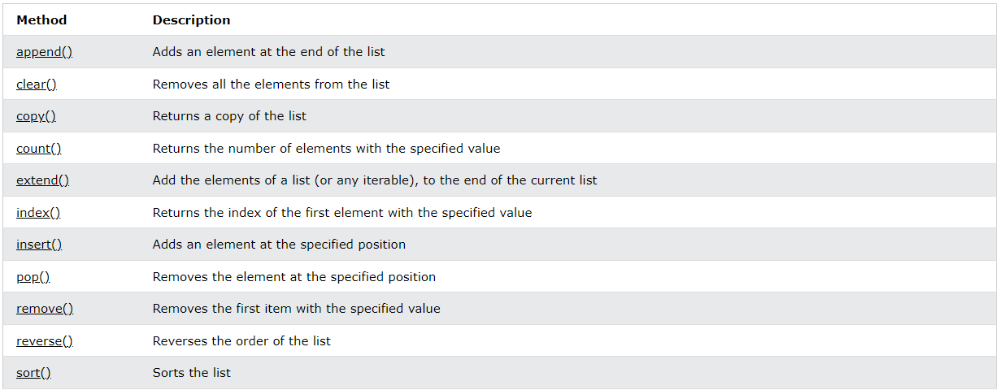 Method Description
append() Adds an element at the end of the list
clear() Removes all the elements from the list
copy() Returns a copy of the list
count() Returns the number of elements with the specified value
extend() Add the elements of a list (or any iterable), to the end of the current list
index() Returns the index of the first element with the specified value
insert() Adds an element at the specified position
pop() Removes the element at the specified position
remove() Removes the first item with the specified value
reverse() Reverses the order of the list
sort() Sorts the list